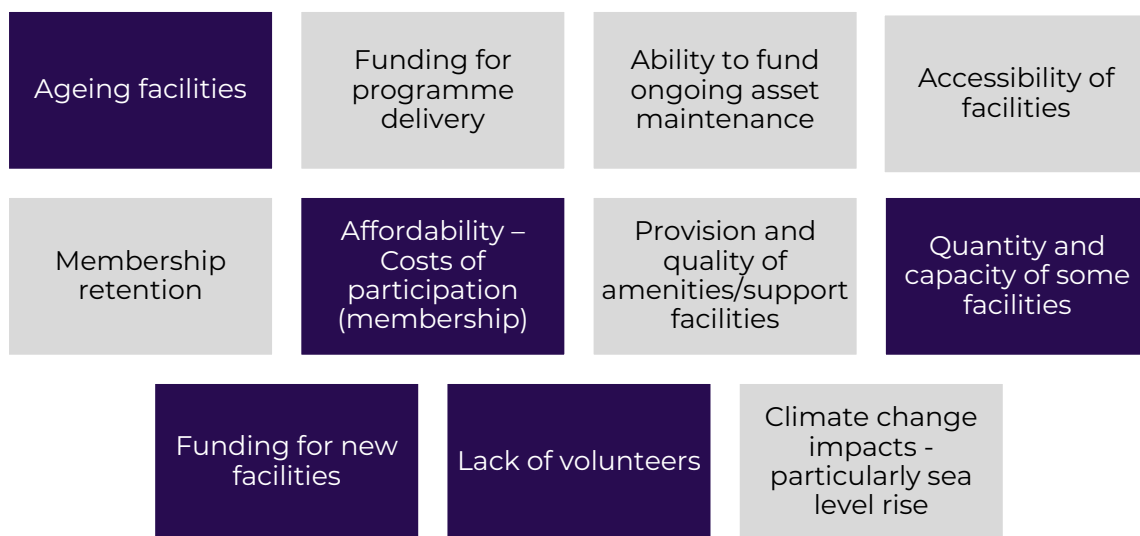 Ageing facilities
Funding for
programme
delivery
Ability to fund
ongoing asset
maintenance
Accessibility of
facilities
Membership
retention
Affordability –
Costs of
participation
(membership)
Provision and
quality of
amenities/support
facilities
Quantity and
capacity of some
facilities
Funding for new
facilities
Lack of volunteers
Climate change
impacts -
particularly sea
level rise